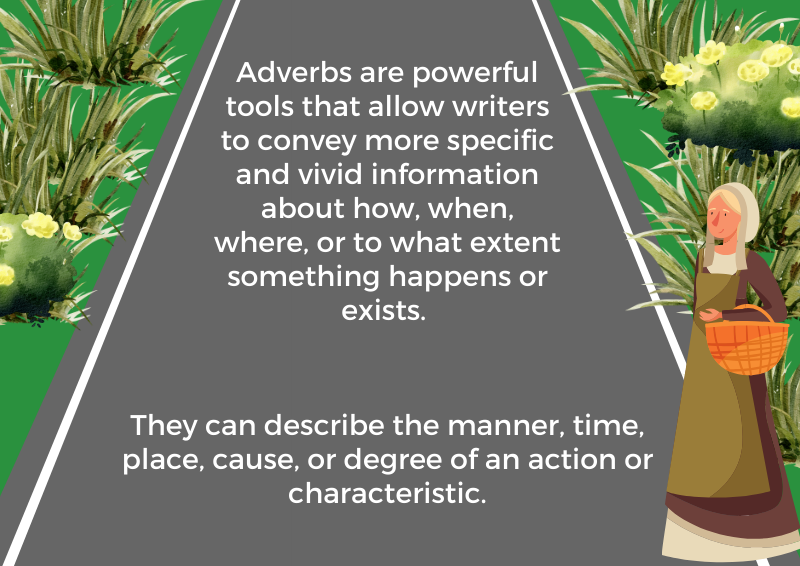 Adverbs are powerful
tools that allow writers
to convey more specific
and vivid information
about how, when,
where, or to what extent
something happens or
exists.
They can describe the manner, time,
place, cause, or degree of an action or
characteristic.